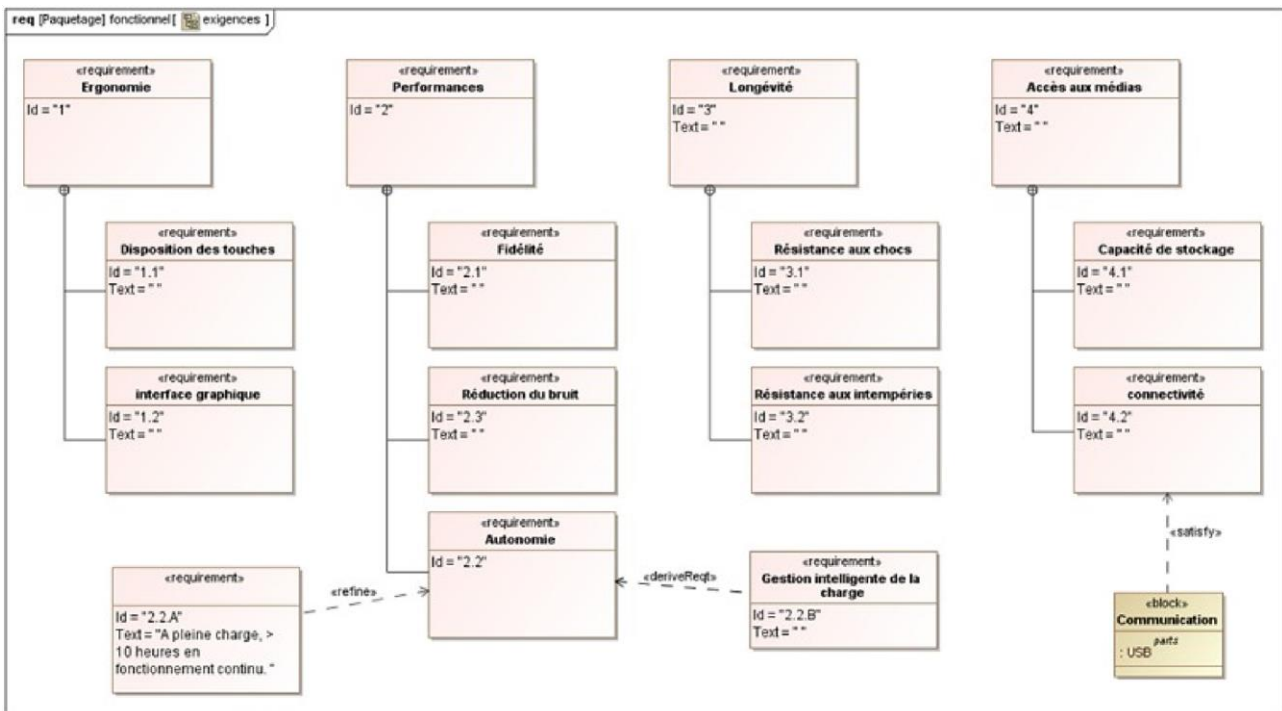 req [Paquetage] fonctionnel [ exigences ]
«requirement»
Ergonomie
Id = "1"
«requirement»
Performances
Id = "2"
«requirement»
Longévité
Id = "3"
Text = " "
«requirement»
Accès aux médias
Id = "4"
Text = " "
«requirement»
Disposition des touches
Id = "1.1"
Text = " "
«requirement»
Fidélité
Id = "2.1"
Text = " "
«requirement»
Résistance aux chocs
Id = "3.1"
Text = " "
«requirement»
Capacité de stockage
Id = "4.1"
Text = " "
«requirement»
interface graphique
Id = "1.2"
Text = " "
«requirement»
Réduction du bruit
Id = "2.3"
Text = " "
«requirement»
Résistance aux intempéries
Id = "3.2"
Text = " "
«requirement»
connectivité
Id = "4.2"
Text = " "
«requirement»
Autonomie
Id = "2.2"
«requirement»
Id = "2.2.A"
Text = "A pleine charge, >
10 heures en
fonctionnement continu. "
«refine»
«deriveReqt»
«requirement»
Gestion intelligente de la
charge
Id = "2.2.B"
Text = " "
«satisfy»
«block»
Communication
parts
: USB